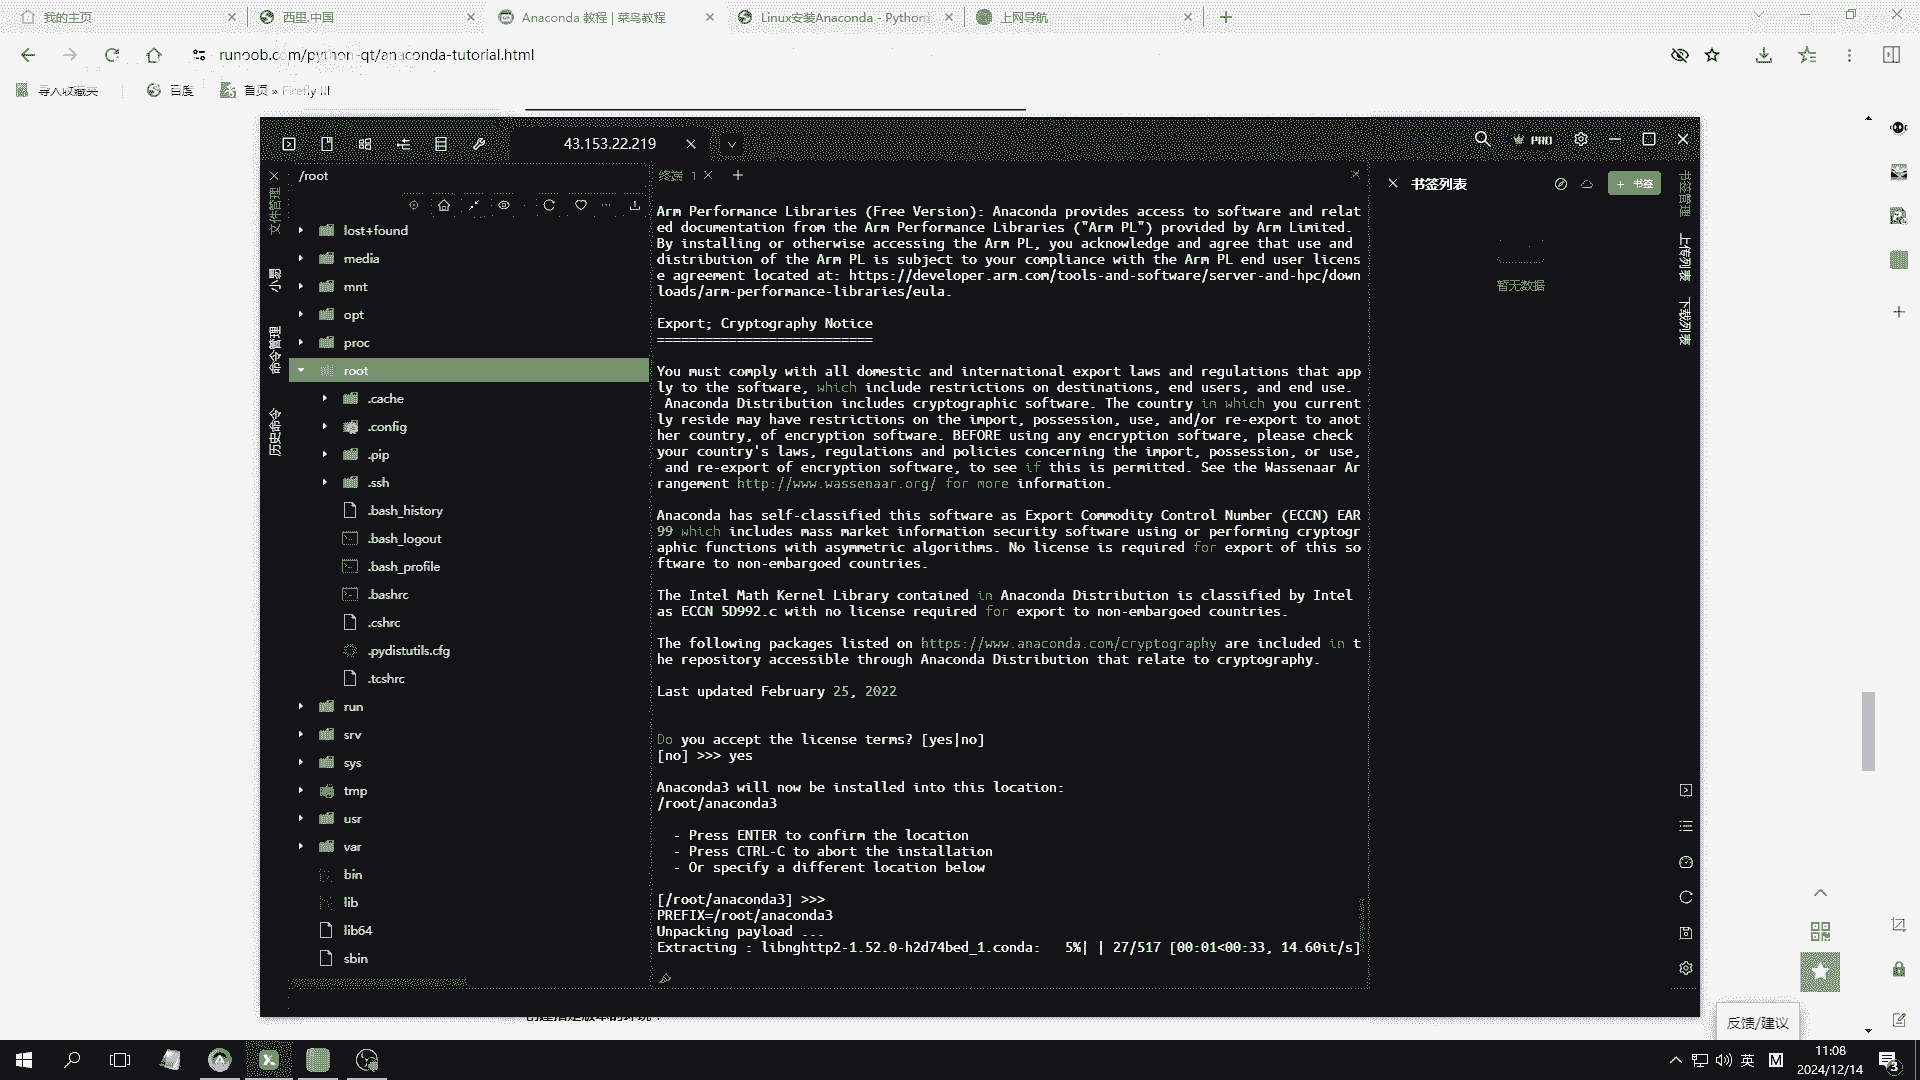 我的主页
西里.中国
Anaconda 教程 | 菜鸟教程
Linux安装Anaconda - Python
上网导航
runoob.com/python-qt/anaconda-tutorial.html
导入收藏夹
百度
首页 » Firefly III
43.153.22.219
PRO
/root
终端 1
书签列表
书签
文件管理
小易
命令管理
历史命令
lost+found
media
mnt
opt
proc
root
.cache
.config
.pip
.ssh
.bash_history
.bash_logout
.bash_profile
.bashrc
.cshrc
.pydistutils.cfg
.tcshrc
run
srv
sys
tmp
usr
var
bin
lib
lib64
sbin
Arm Performance Libraries (Free Version): Anaconda provides access to software and relat
ed documentation from the Arm Performance Libraries ("Arm PL") provided by Arm Limited.
By installing or otherwise accessing the Arm PL, you acknowledge and agree that use and
distribution of the Arm PL is subject to your compliance with the Arm PL end user licens
e agreement located at: https://developer.arm.com/tools-and-software/server-and-hpc/down
loads/arm-performance-libraries/eula.
Export; Cryptography Notice
===========================
You must comply with all domestic and international export laws and regulations that app
ly to the software, which include restrictions on destinations, end users, and end use.
Anaconda Distribution includes cryptographic software. The country in which you current
ly reside may have restrictions on the import, possession, use, and/or re-export to anot
her country, of encryption software. BEFORE using any encryption software, please check
your country's laws, regulations and policies concerning the import, possession, or use,
and re-export of encryption software, to see if this is permitted. See the Wassenaar Ar
rangement http://www.wassenaar.org/ for more information.
Anaconda has self-classified this software as Export Commodity Control Number (ECCN) EAR
99 which includes mass market information security software using or performing cryptogr
aphic functions with asymmetric algorithms. No license is required for export of this so
ftware to non-embargoed countries.
The Intel Math Kernel Library contained in Anaconda Distribution is classified by Intel
as ECCN 5D992.c with no license required for export to non-embargoed countries.
The following packages listed on https://www.anaconda.com/cryptography are included in t
he repository accessible through Anaconda Distribution that relate to cryptography.
Last updated February 25, 2022
Do you accept the license terms? [yes|no]
[no] >>> yes
Anaconda3 will now be installed into this location:
/root/anaconda3
- Press ENTER to confirm the location
- Press CTRL-C to abort the installation
- Or specify a different location below
[/root/anaconda3] >>>
PREFIX=/root/anaconda3
Unpacking payload ...
Extracting : libnghttp2-1.52.0-h2d74bed_1.conda:   5%| | 27/517 [00:01<00:33, 14.60it/s]
暂无数据
书签管理
上传列表
下载列表
反馈/建议
英
M
11:08
2024/12/14
3